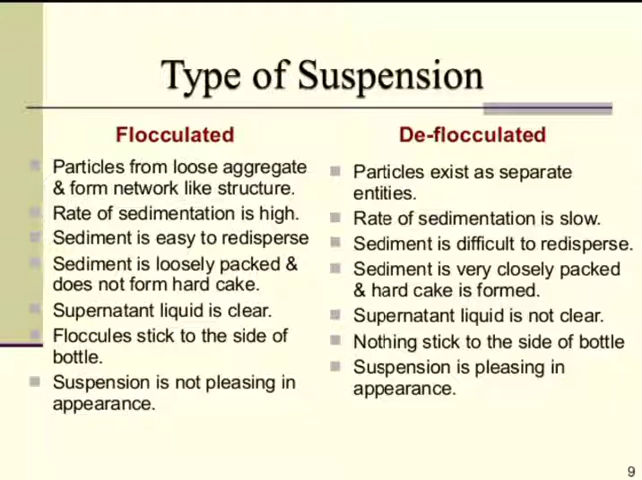 Type of Suspension
Flocculated
Particles from loose aggregate
& form network like structure.
Rate of sedimentation is high.
Sediment is easy to redisperse
Sediment is loosely packed &
does not form hard cake.
Supernatant liquid is clear.
Floccules stick to the side of
bottle.
Suspension is not pleasing in
appearance.
De-flocculated
Particles exist as separate
entities.
Rate of sedimentation is slow.
Sediment is difficult to redisperse.
Sediment is very closely packed
& hard cake is formed.
Supernatant liquid is not clear.
Nothing stick to the side of bottle
Suspension is pleasing in
appearance.
9